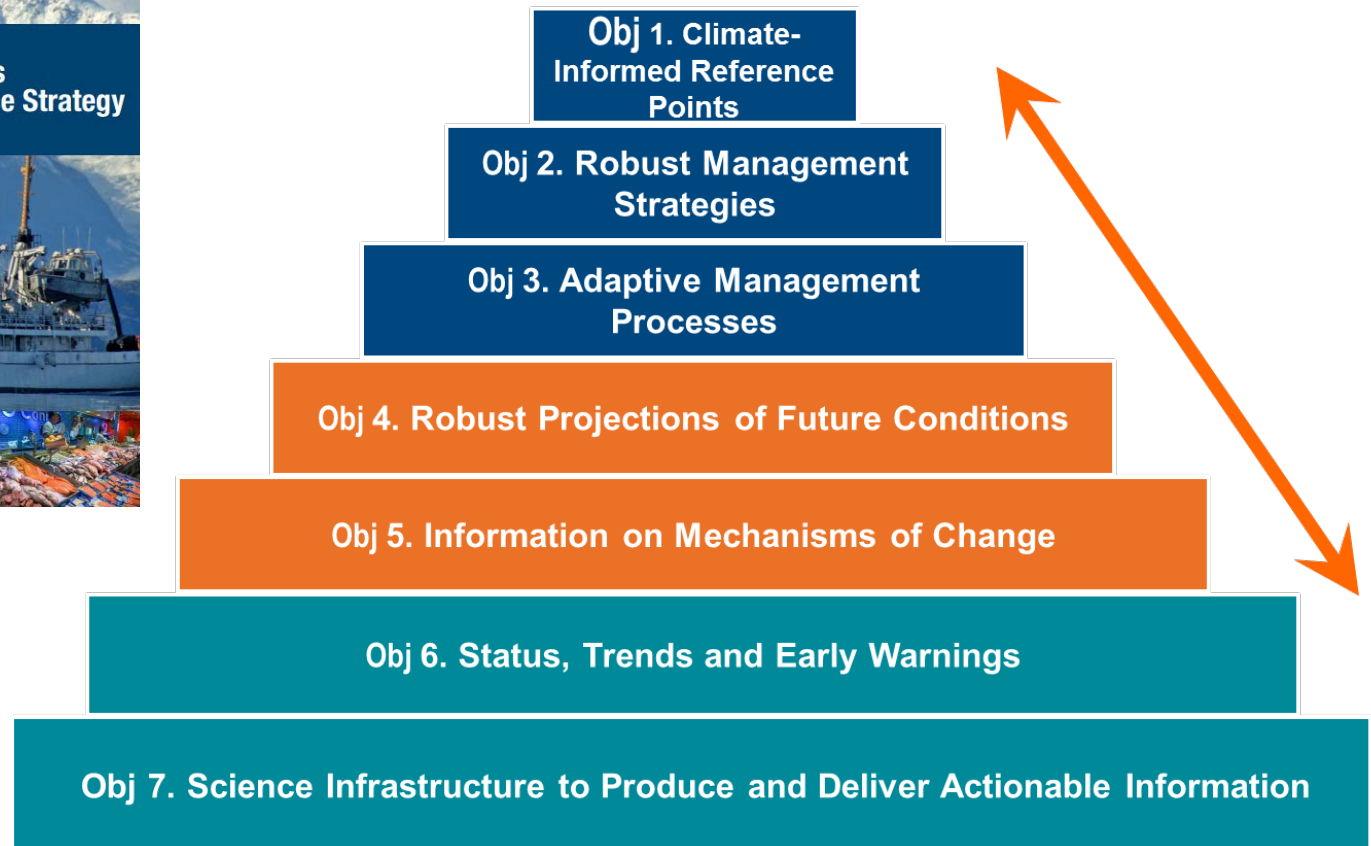 s
e Strategy
Obj 1. Climate-
Informed Reference
Points
Obj 2. Robust Management
Strategies
Obj 3. Adaptive Management
Processes
Obj 4. Robust Projections of Future Conditions
Obj 5. Information on Mechanisms of Change
Obj 6. Status, Trends and Early Warnings
Obj 7. Science Infrastructure to Produce and Deliver Actionable Information